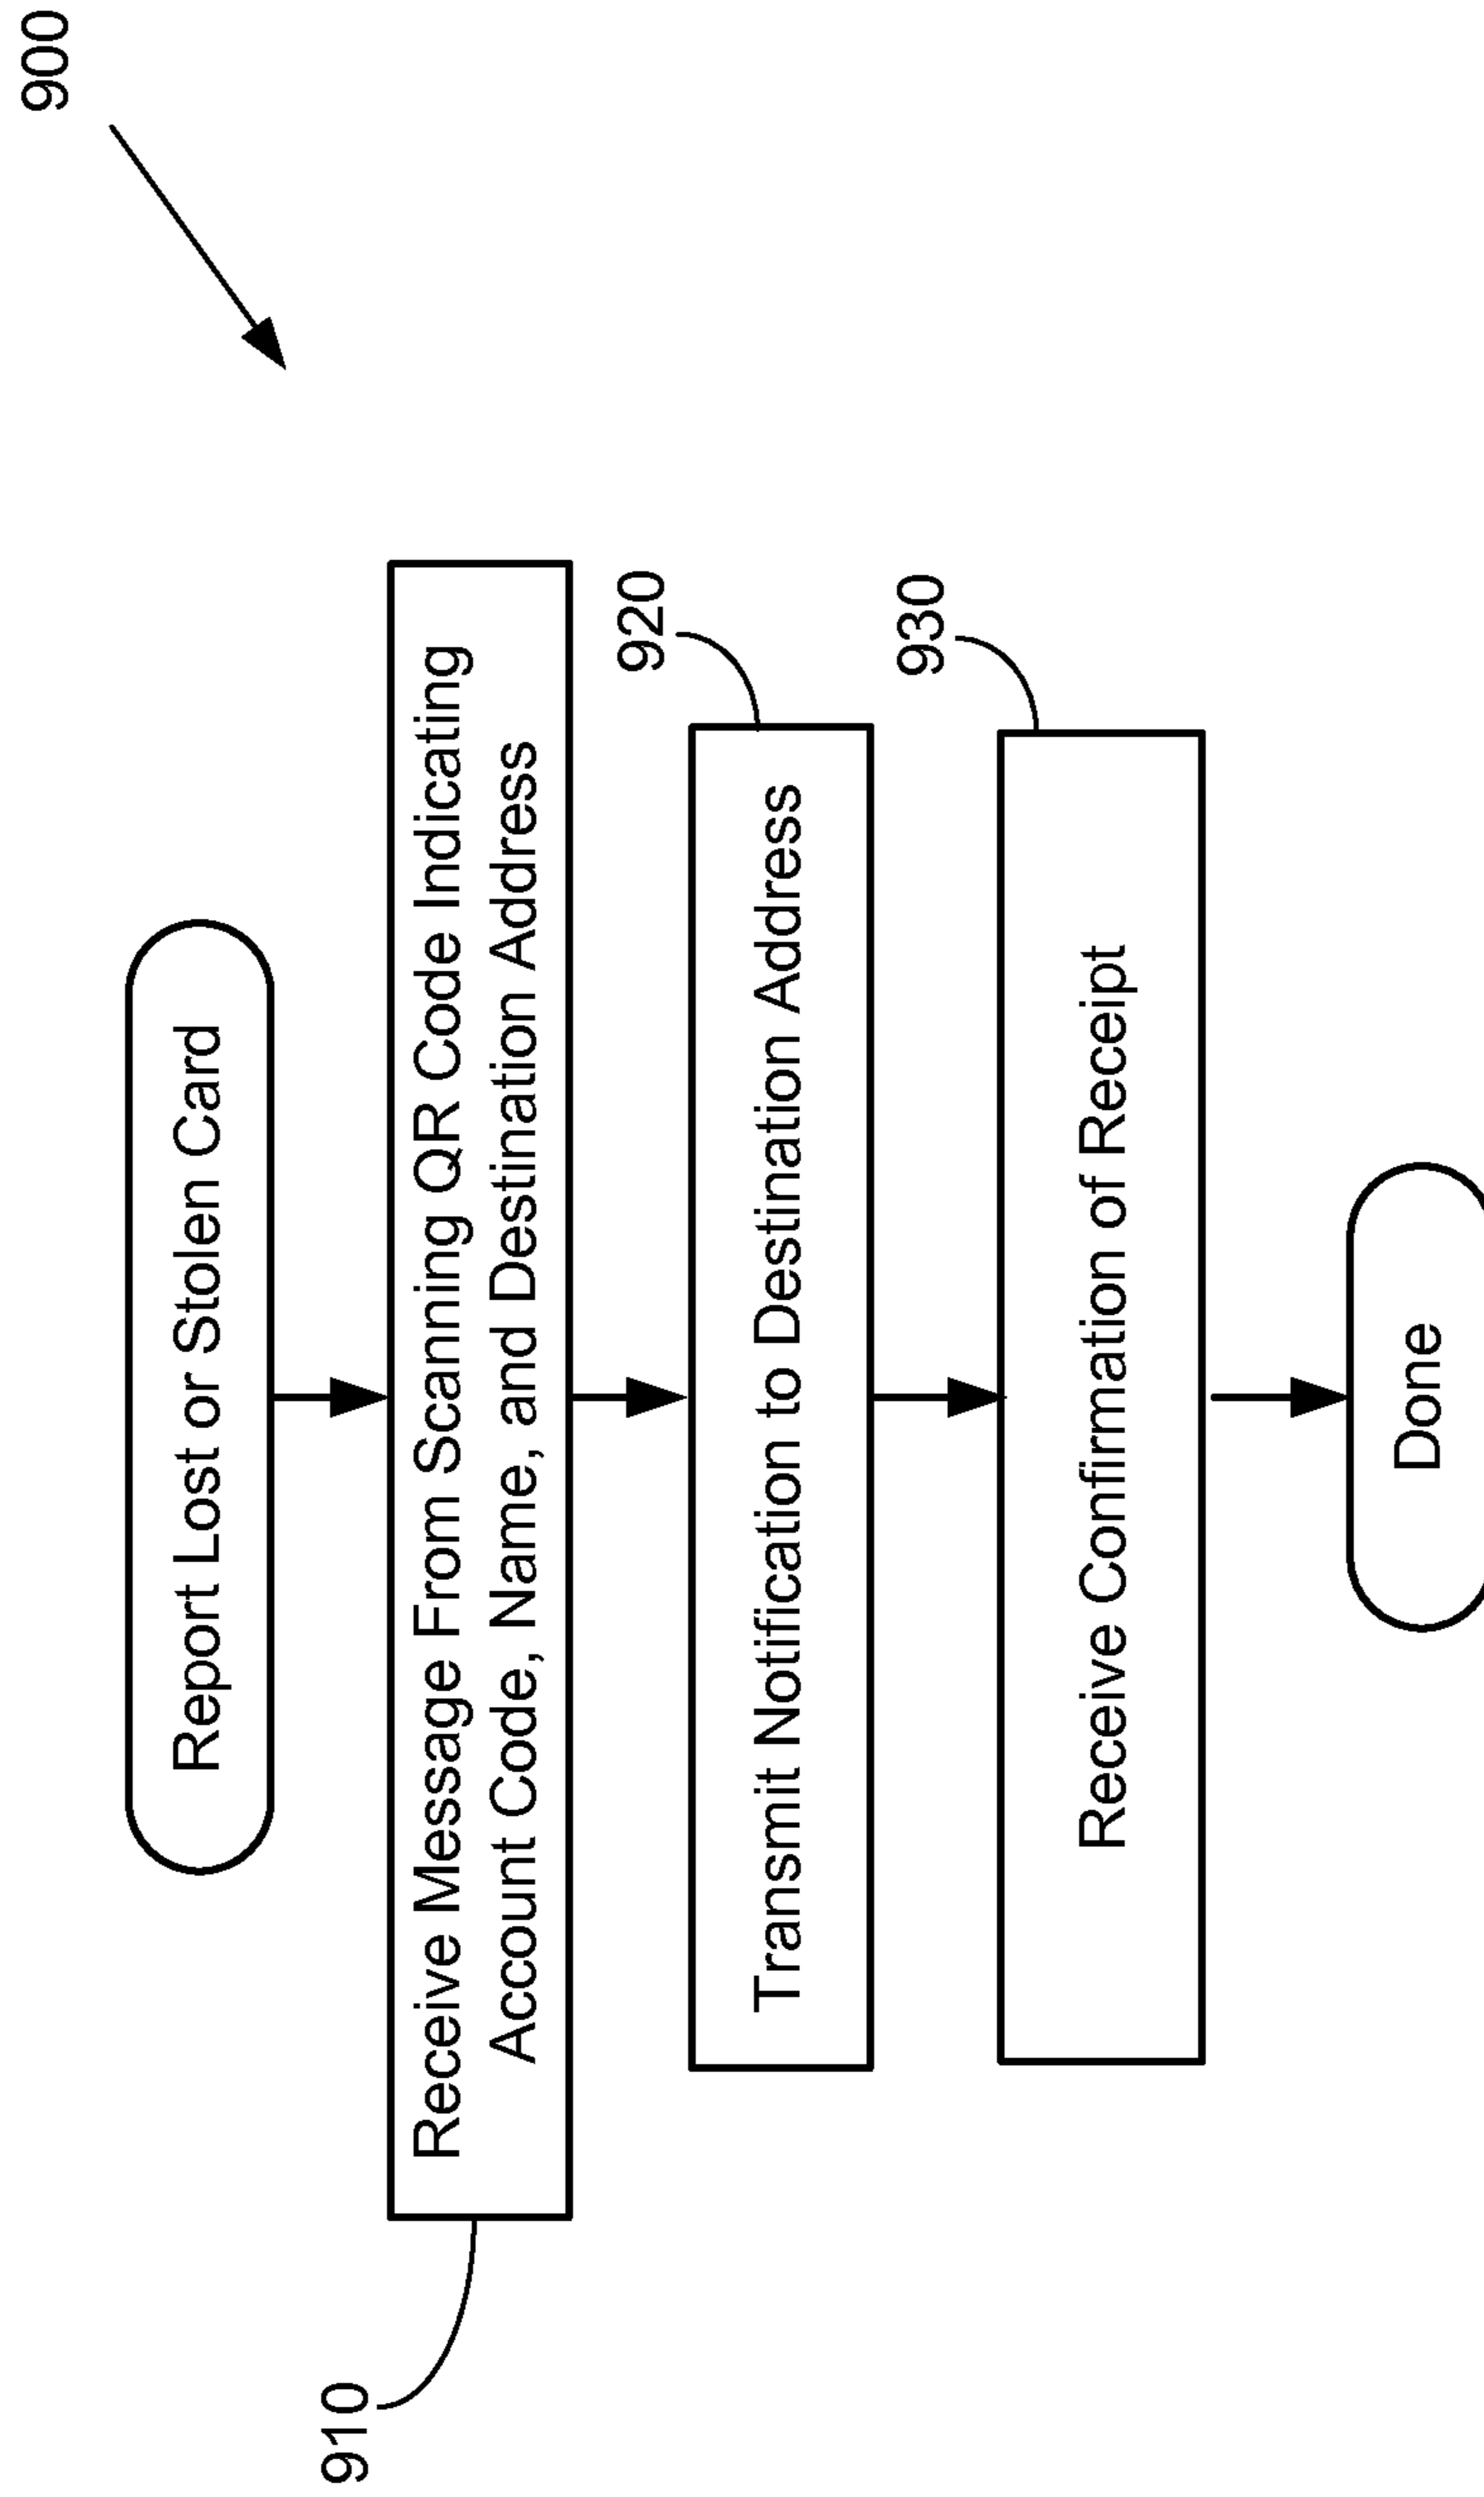 900
Report Lost or Stolen Card
910
Receive Message From Scanning QR Code Indicating
Account Code, Name, and Destination Address
920
Transmit Notification to Destination Address
930
Receive Confirmation of Receipt
Done